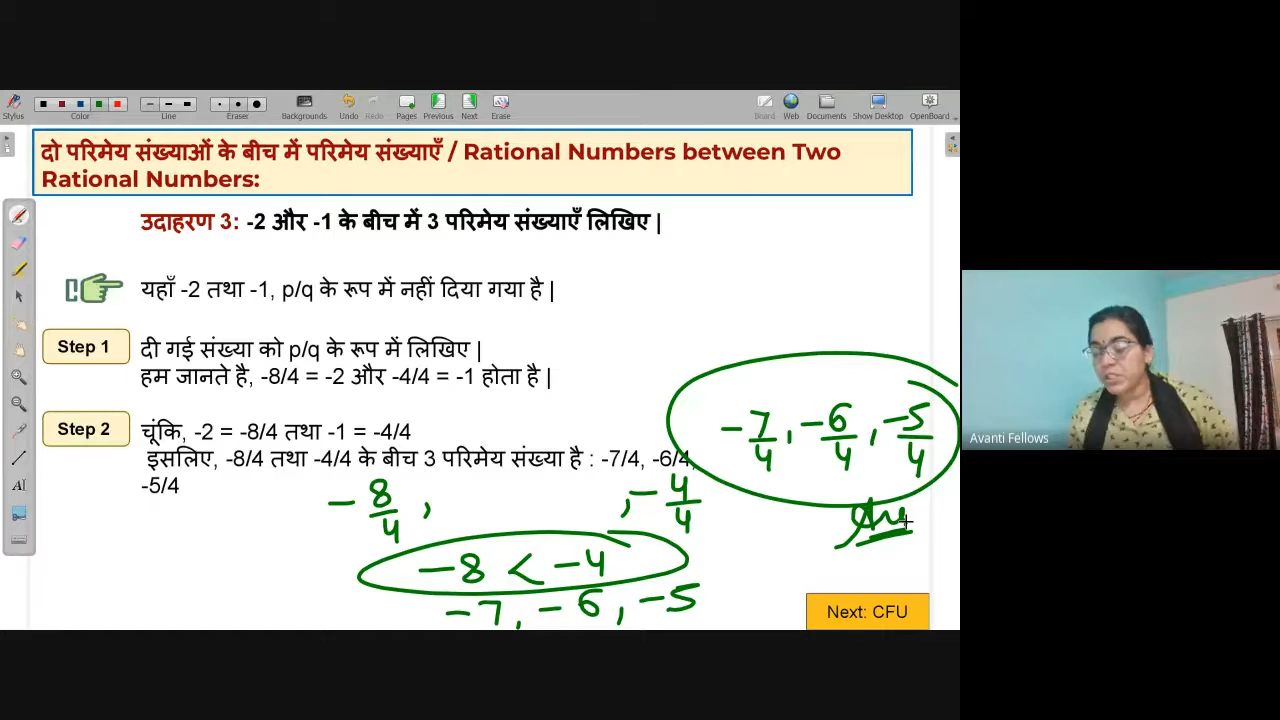 Stylus
Color
Line
Eraser
Backgrounds
Undo
Redo
Pages
Previous
Next
Erase
Board
Web
Documents
Show Desktop
OpenBoard
दो परिमेय संख्याओं के बीच में परिमेय संख्याएँ / Rational Numbers between Two
Rational Numbers:
उदाहरण 3: -2 और -1 के बीच में 3 परिमेय संख्याएँ लिखिए |
यहाँ -2 तथा -1, p/q के रूप में नहीं दिया गया है |
Step 1
दी गई संख्या को p/q के रूप में लिखिए |
हम जानते है, -8/4 = -2 और -4/4 = -1 होता है |
Step 2
चूंकि, -2 = -8/4 तथा -1 = -4/4
इसलिए, -8/4 तथा -4/4 के बीच 3 परिमेय संख्या है : -7/4, -6/4,
-5/4
-7/4, -6/4, -5/4
Ans
-8/4, , -4/4
-8 < -4
-7, -6, -5
Next: CFU
Avanti Fellows